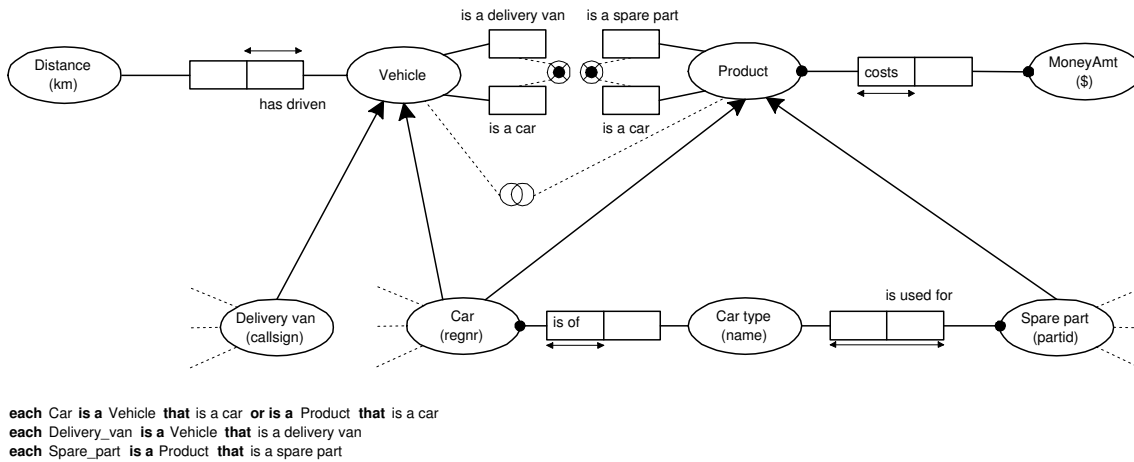 is a delivery van
is a spare part
Distance
(km)
Vehicle
Product
costs
MoneyAmt
($)
has driven
is a car
is a car
is used for
Delivery van
(callsign)
Car
(regnr)
is of
Car type
(name)
Spare part
(partid)
each Car is a Vehicle that is a car or is a Product that is a car
each Delivery_van is a Vehicle that is a delivery van
each Spare_part is a Product that is a spare part